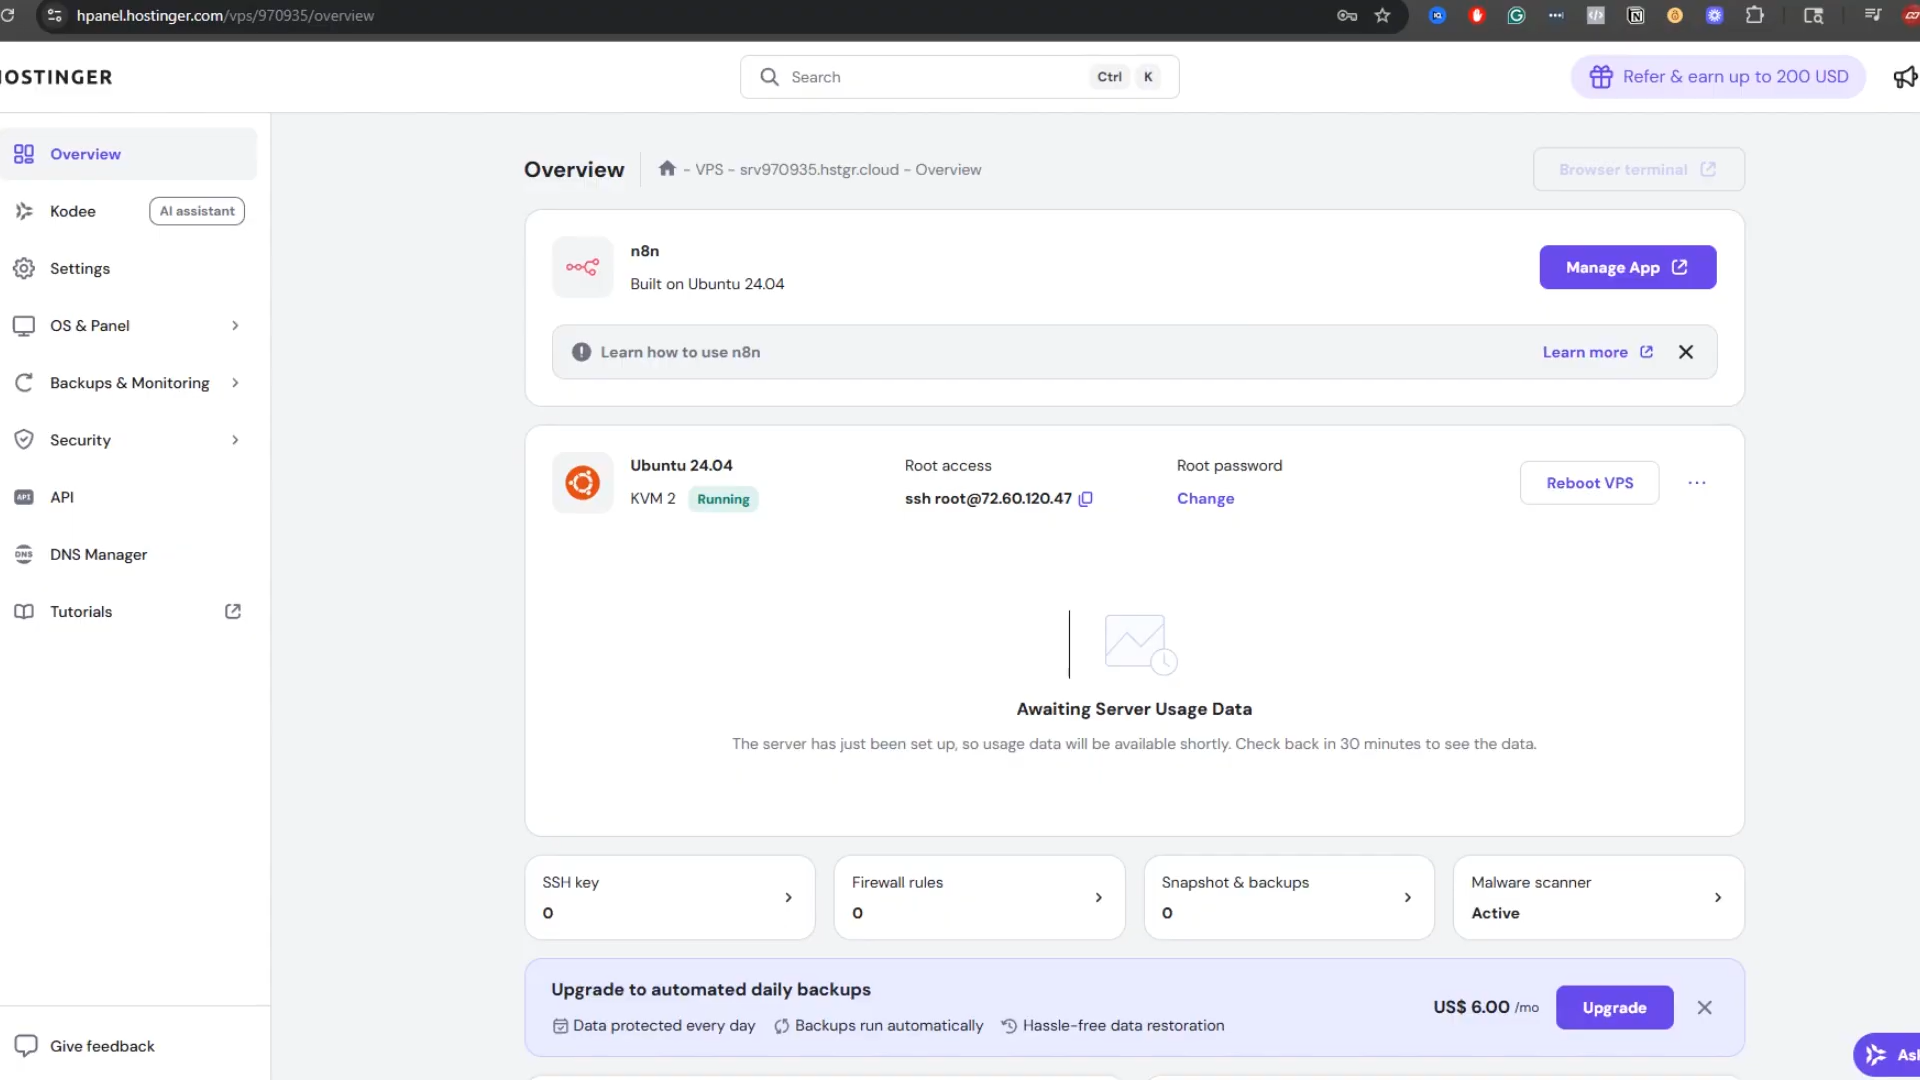 hpanel.hostinger.com/vps/970935/overview
HOSTINGER
Search
Ctrl K
Refer & earn up to 200 USD
Overview
Kodee
AI assistant
Settings
OS & Panel
Backups & Monitoring
Security
API
API
DNS
DNS Manager
Tutorials
Give feedback
Overview
- VPS - srv970935.hstgr.cloud - Overview
Browser terminal
n8n
Built on Ubuntu 24.04
Manage App
Learn how to use n8n
Learn more
Ubuntu 24.04
KVM 2
Running
Root access
ssh root@72.60.120.47
Root password
Change
Reboot VPS
Awaiting Server Usage Data
The server has just been set up, so usage data will be available shortly. Check back in 30 minutes to see the data.
SSH key
0
Firewall rules
0
Snapshot & backups
0
Malware scanner
Active
Upgrade to automated daily backups
Data protected every day
Backups run automatically
Hassle-free data restoration
US$ 6.00 /mo
Upgrade